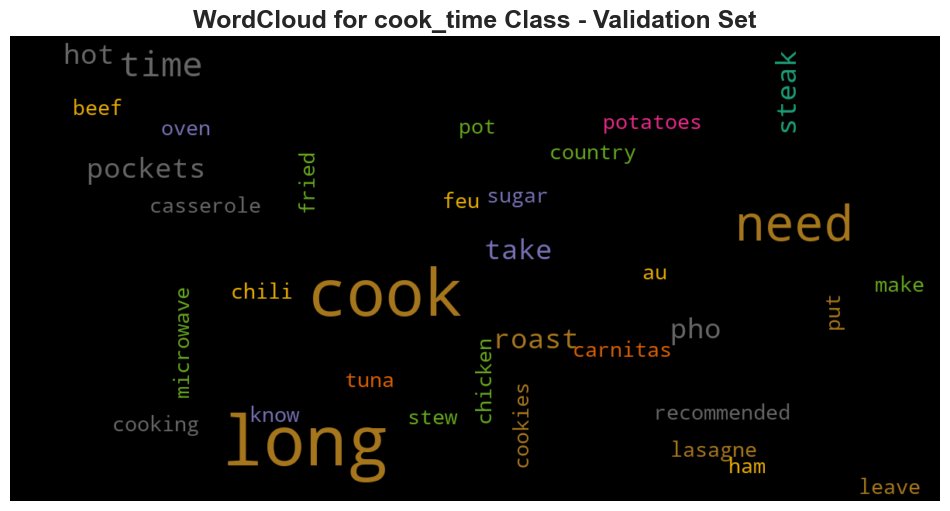 WordCloud for cook_time Class - Validation Set
hot
time
steak
beef
oven
pot
potatoes
country
pockets
fried
casserole
feu
sugar
need
take
au
make
cook
chili
put
microwave
pho
roast
carnitas
chicken
tuna
cookies
know
stew
recommended
cooking
long
lasagne
ham
leave